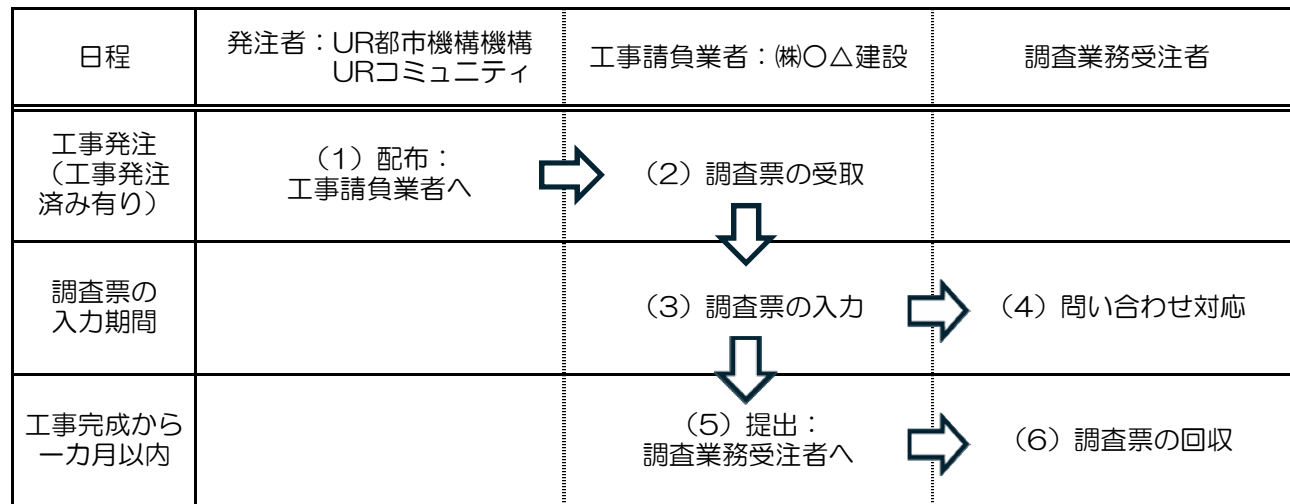 日程
発注者：UR都市機構機構
URコミュニティ
工事請負業者：㈱〇△建設
調査業務受注者
工事発注
（工事発注
済み有り）
（1）配布：
工事請負業者へ
（2）調査票の受取
調査票の
入力期間
（3）調査票の入力
（4）問い合わせ対応
工事完成から
一カ月以内
（5）提出：
調査業務受注者へ
（6）調査票の回収